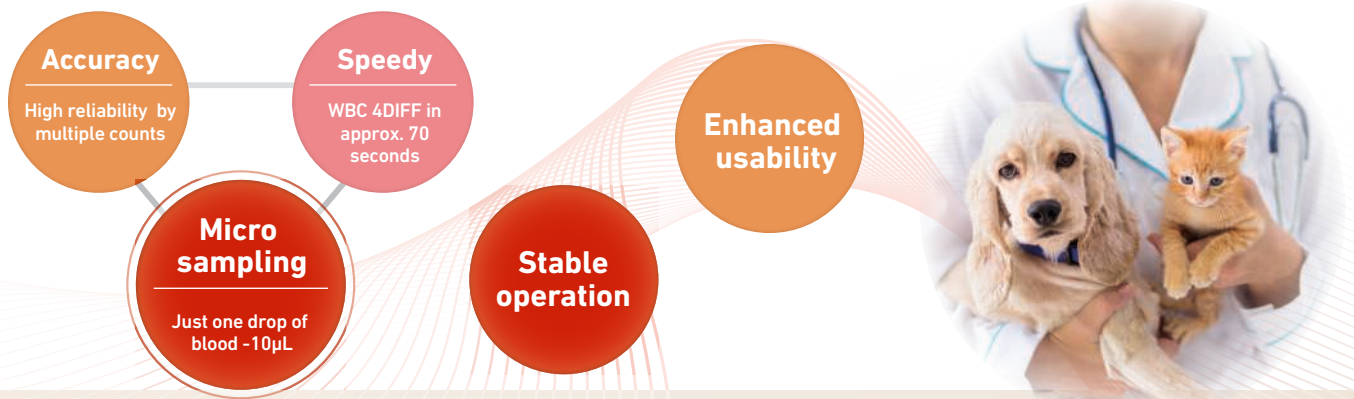 Accuracy
High reliability by
multiple counts
Speedy
WBC 4DIFF in
approx. 70
seconds
Micro
sampling
Just one drop of
blood -10µL
Stable
operation
Enhanced
usability